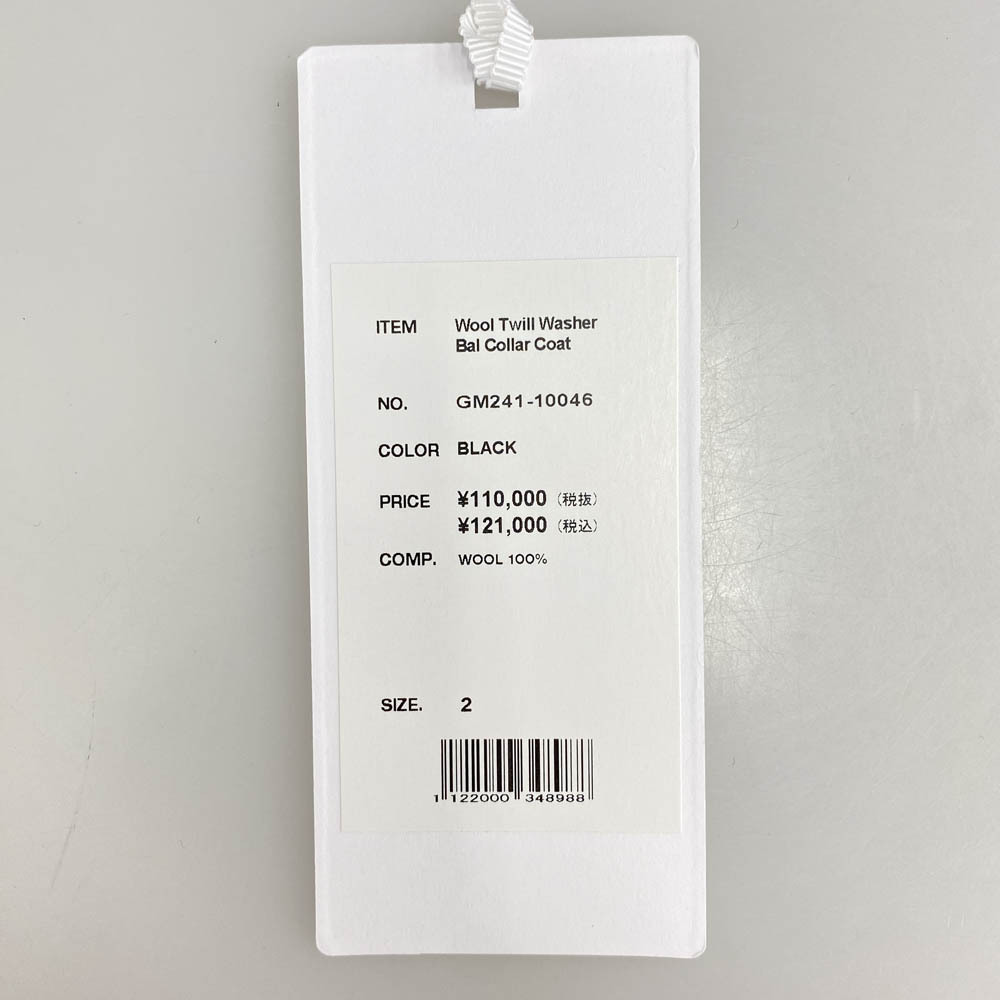 ITEM Wool Twill Washer
Bal Collar Coat
NO. GM241-10046
COLOR BLACK
PRICE ¥110,000 (税抜)
¥121,000 (税込)
COMP. WOOL 100%
SIZE. 2
1 122000 348988